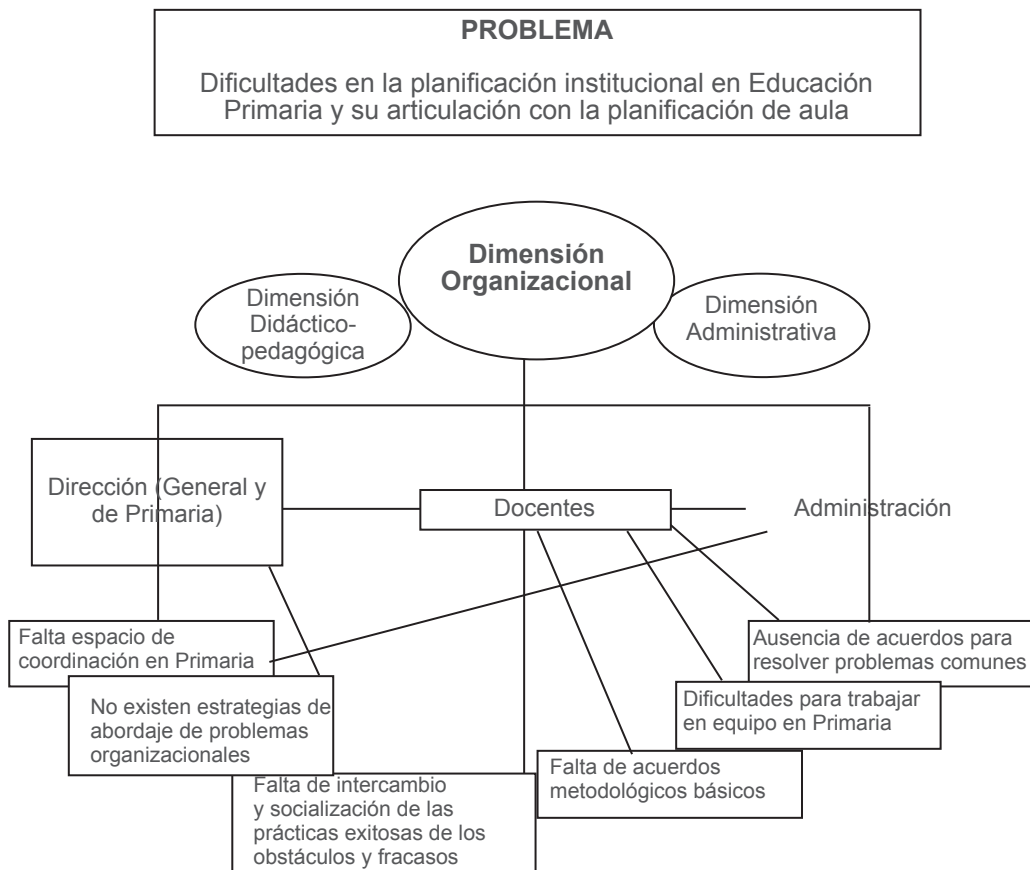 PROBLEMA
Dificultades en la planificación institucional en Educación
Primaria y su articulación con la planificación de aula
Dimensión
Organizacional
Dimensión
Didáctico-
pedagógica
Dimensión
Administrativa
Dirección (General y
de Primaria)
Docentes
Administración
Falta espacio de
coordinación en Primaria
Ausencia de acuerdos para
resolver problemas comunes
No existen estrategias de
abordaje de problemas
organizacionales
Dificultades para trabajar
en equipo en Primaria
Falta de intercambio
y socialización de las
prácticas exitosas de los
obstáculos y fracasos
Falta de acuerdos
metodológicos básicos